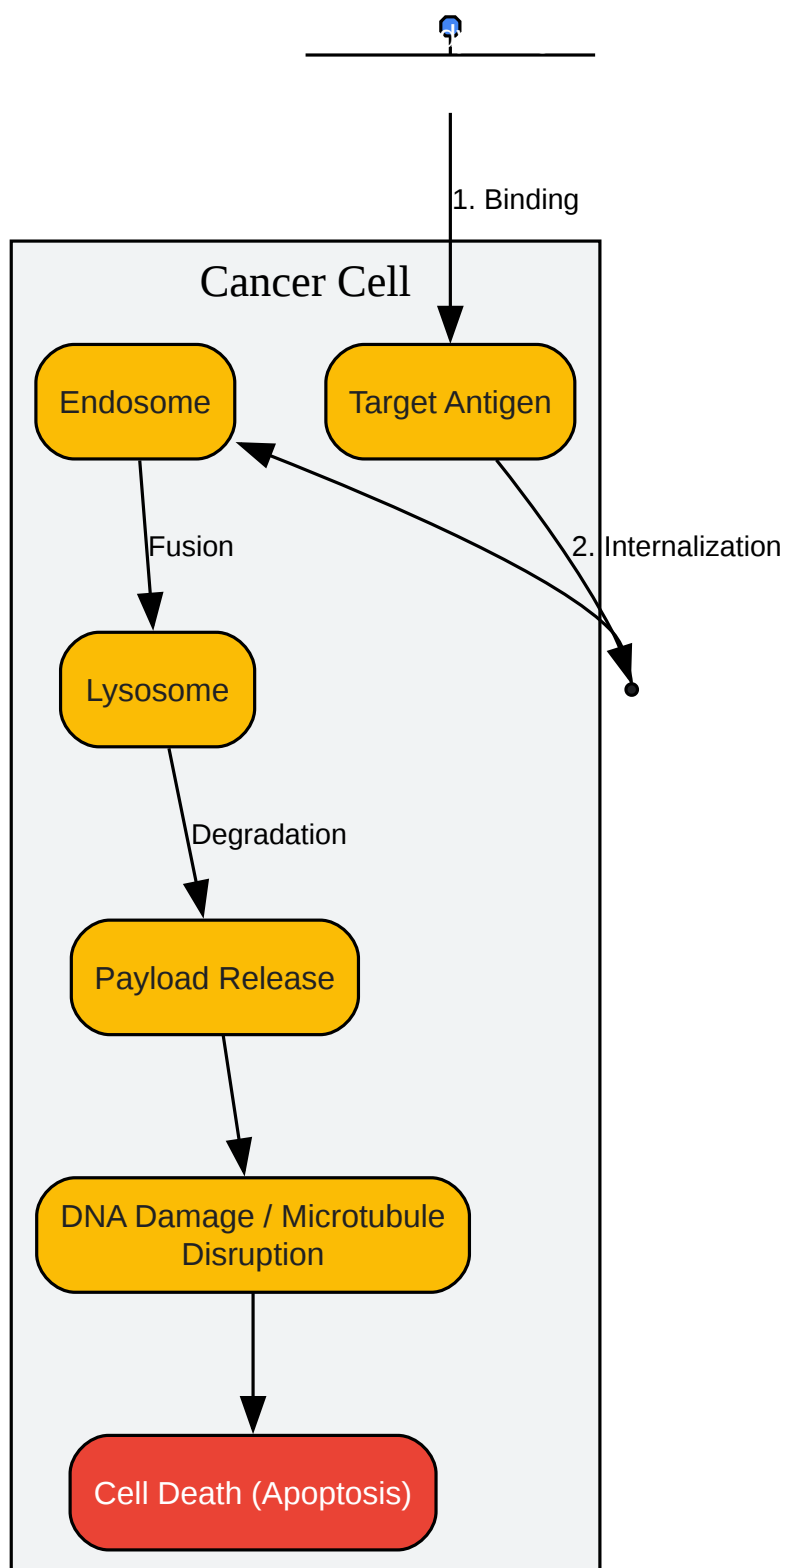 1. Binding
Cancer Cell
Endosome
Target Antigen
Fusion
2. Internalization
Lysosome
Degradation
Payload Release
DNA Damage / Microtubule
Disruption
Cell Death (Apoptosis)